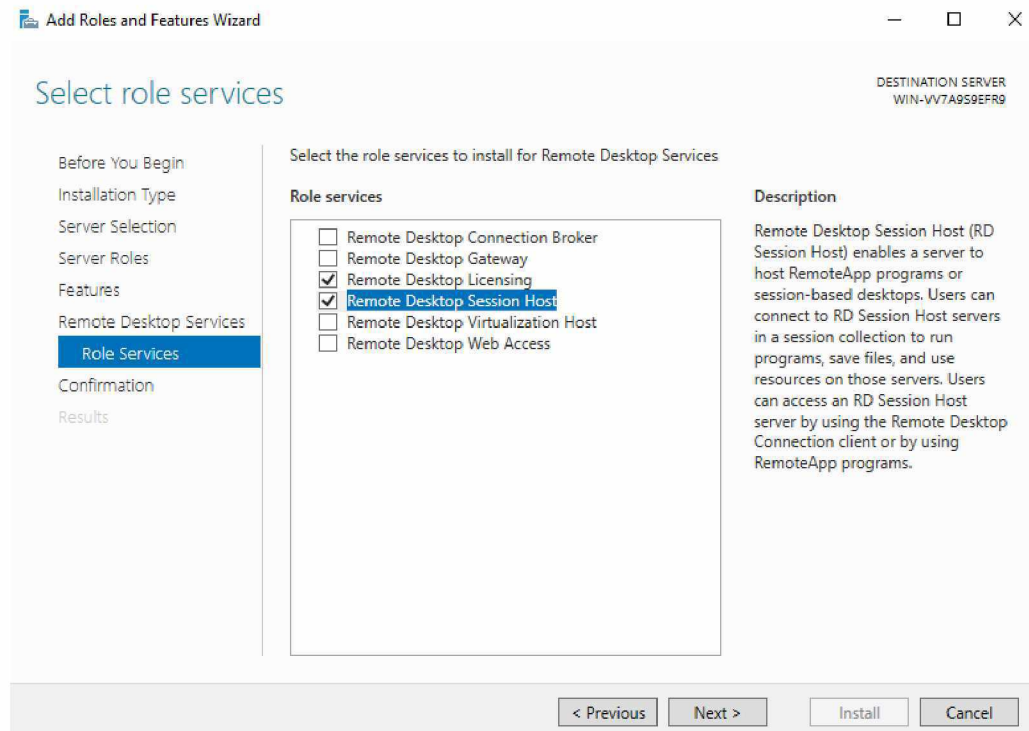 Add Roles and Features Wizard
Select role services
DESTINATION SERVER
WIN-VV7A9S9EFR9
Before You Begin
Installation Type
Server Selection
Server Roles
Features
Remote Desktop Services
Role Services
Confirmation
Results
Select the role services to install for Remote Desktop Services
Role services
Remote Desktop Connection Broker
Remote Desktop Gateway
Remote Desktop Licensing
Remote Desktop Session Host
Remote Desktop Virtualization Host
Remote Desktop Web Access
Description
Remote Desktop Session Host (RD
Session Host) enables a server to
host RemoteApp programs or
session-based desktops. Users can
connect to RD Session Host servers
in a session collection to run
programs, save files, and use
resources on those servers. Users
can access an RD Session Host
server by using the Remote Desktop
Connection client or by using
RemoteApp programs.
< Previous
Next >
Install
Cancel